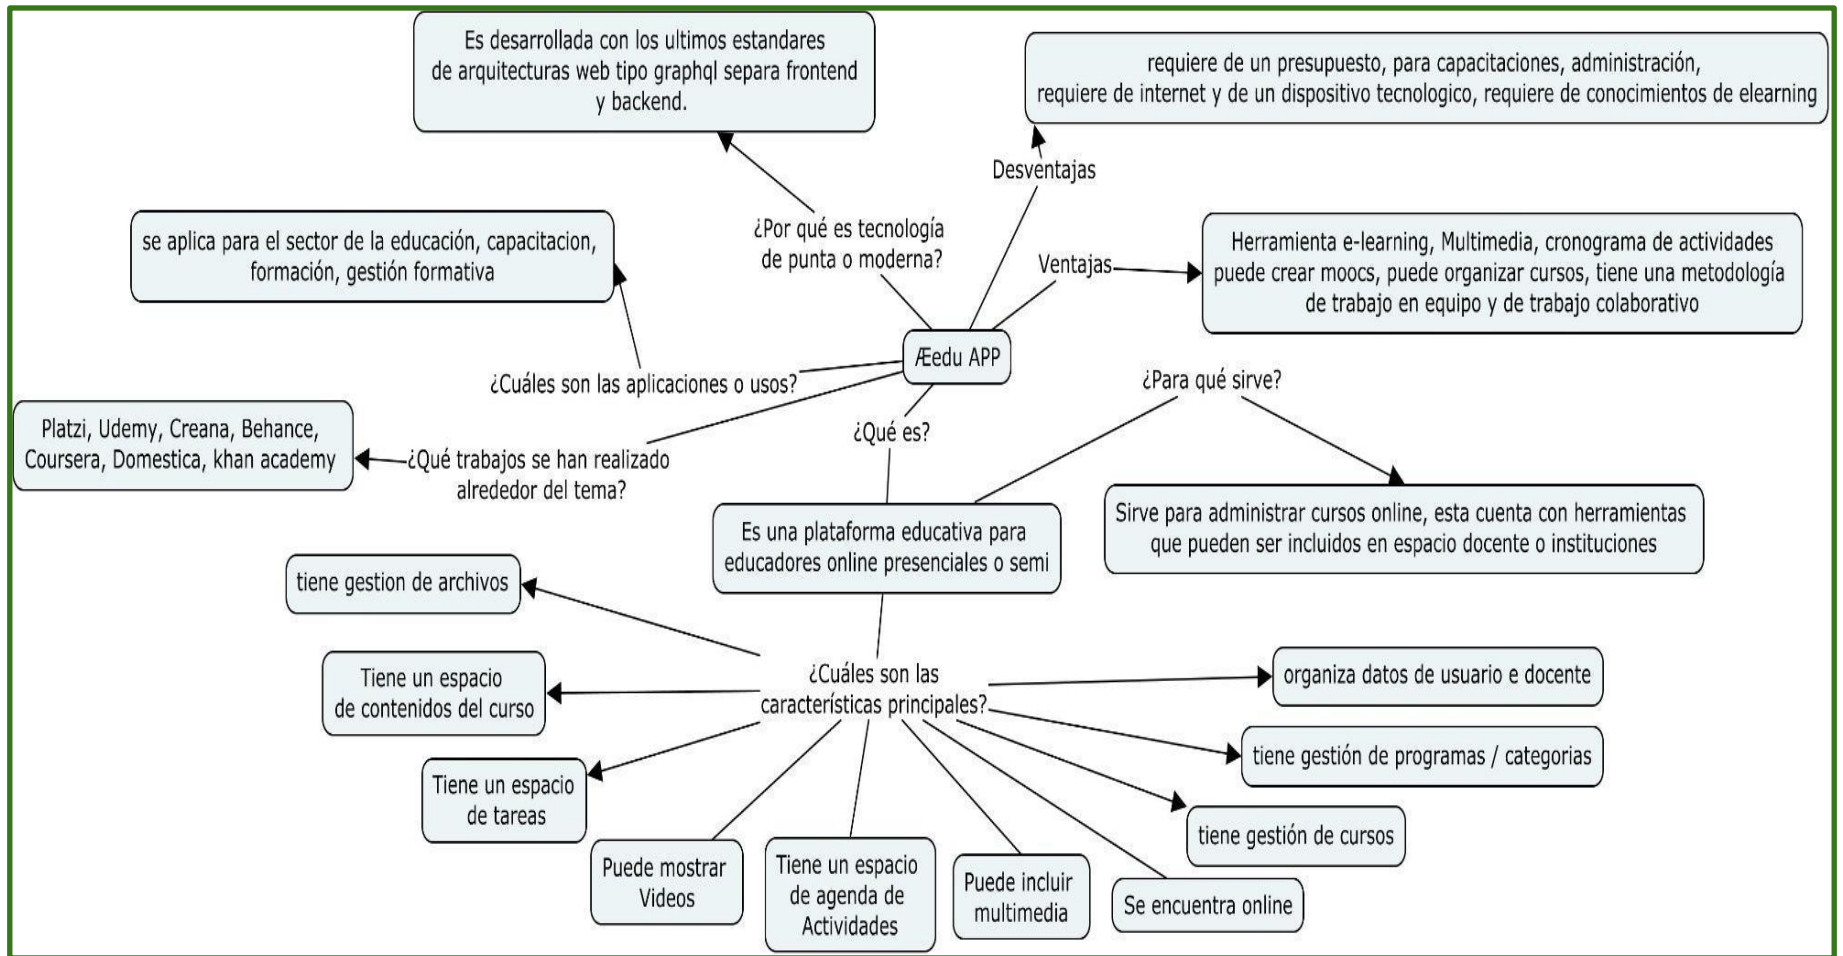 Es desarrollada con los ultimos estandares
de arquitecturas web tipo graphql separa frontend
y backend.
requiere de un presupuesto, para capacitaciones, administración,
requiere de internet y de un dispositivo tecnologico, requiere de conocimientos de elearning
Desventajas
¿Por qué es tecnología
de punta o moderna?
se aplica para el sector de la educación, capacitacion,
formación, gestión formativa
Ventajas
Herramienta e-learning, Multimedia, cronograma de actividades
puede crear moocs, puede organizar cursos, tiene una metodología
de trabajo en equipo y de trabajo colaborativo
Æedu APP
¿Cuáles son las aplicaciones o usos?
¿Para qué sirve?
Platzi, Udemy, Creana, Behance,
Coursera, Domestica, khan academy
¿Qué trabajos se han realizado
alrededor del tema?
¿Qué es?
Es una plataforma educativa para
educadores online presenciales o semi
Sirve para administrar cursos online, esta cuenta con herramientas
que pueden ser incluidos en espacio docente o instituciones
tiene gestion de archivos
Tiene un espacio
de contenidos del curso
¿Cuáles son las
características principales?
organiza datos de usuario e docente
tiene gestión de programas / categorias
Tiene un espacio
de tareas
tiene gestión de cursos
Puede mostrar
Videos
Tiene un espacio
de agenda de
Actividades
Puede incluir
multimedia
Se encuentra online